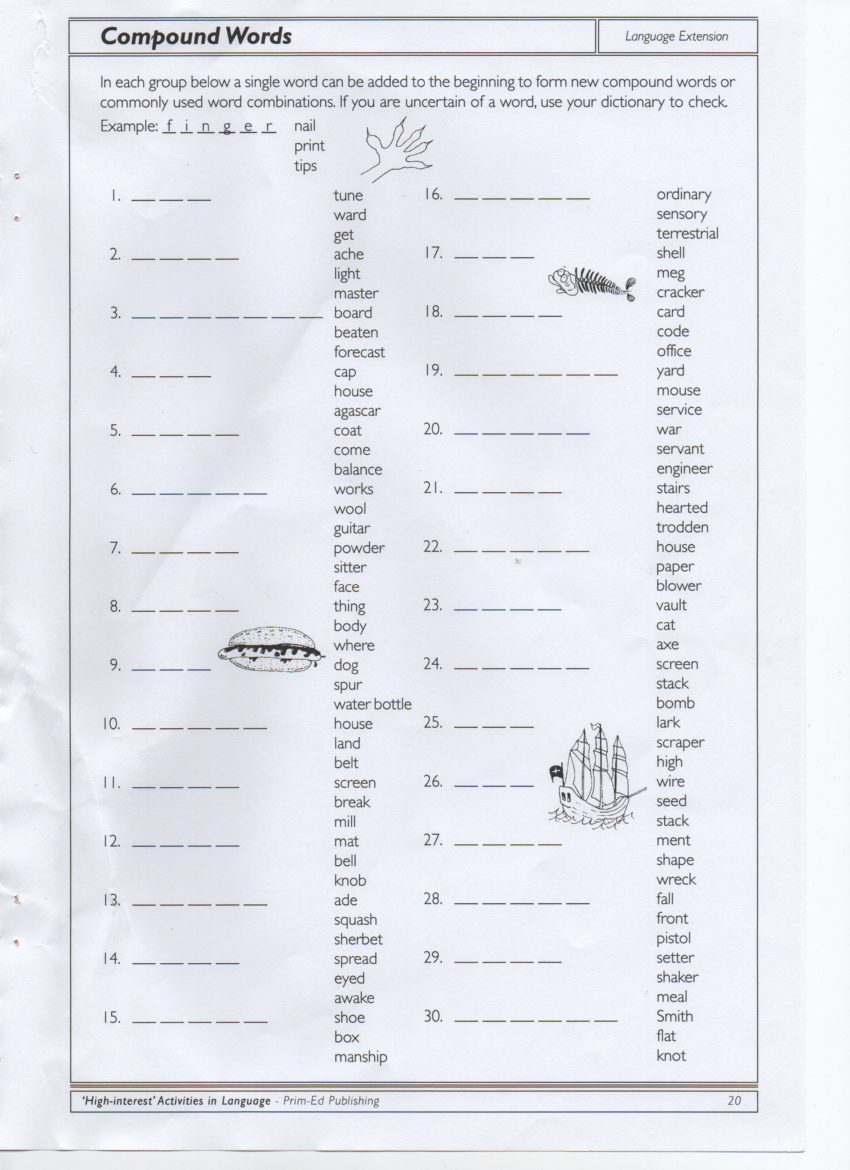 Compound Words
Language Extension
In each group below a single word can be added to the beginning to form new compound words or
commonly used word combinations. If you are uncertain of a word, use your dictionary to check.
Example: f i n g e r nail
print
tips
1. _ _ _ tune
ward
get
2. _ _ _ _ ache
light
master
3. _ _ _ _ _ _ _ board
beaten
forecast
4. _ _ _ cap
house
agascar
5. _ _ _ _ coat
come
balance
6. _ _ _ _ _ works
wool
guitar
7. _ _ _ _ powder
sitter
face
8. _ _ _ _ thing
body
where
9. _ _ _ dog
spur
water bottle
10. _ _ _ _ _ house
land
belt
11. _ _ _ _ screen
break
mill
12. _ _ _ _ mat
bell
knob
13. _ _ _ _ _ ade
squash
sherbet
14. _ _ _ _ spread
eyed
awake
15. _ _ _ _ _ shoe
box
manship
16. _ _ _ _ _ ordinary
sensory
terrestrial
17. _ _ _ shell
meg
cracker
18. _ _ _ _ card
code
office
19. _ _ _ _ _ _ yard
mouse
service
20. _ _ _ _ _ war
servant
engineer
21. _ _ _ _ stairs
hearted
trodden
22. _ _ _ _ _ house
paper
blower
23. _ _ _ _ vault
cat
axe
24. _ _ _ _ _ screen
stack
bomb
25. _ _ _ lark
scraper
high
26. _ _ _ wire
seed
stack
27. _ _ _ _ ment
shape
wreck
28. _ _ _ _ _ fall
front
pistol
29. _ _ _ _ setter
shaker
meal
30. _ _ _ _ _ _ Smith
flat
knot
'High-interest' Activities in Language - Prim-Ed Publishing
20